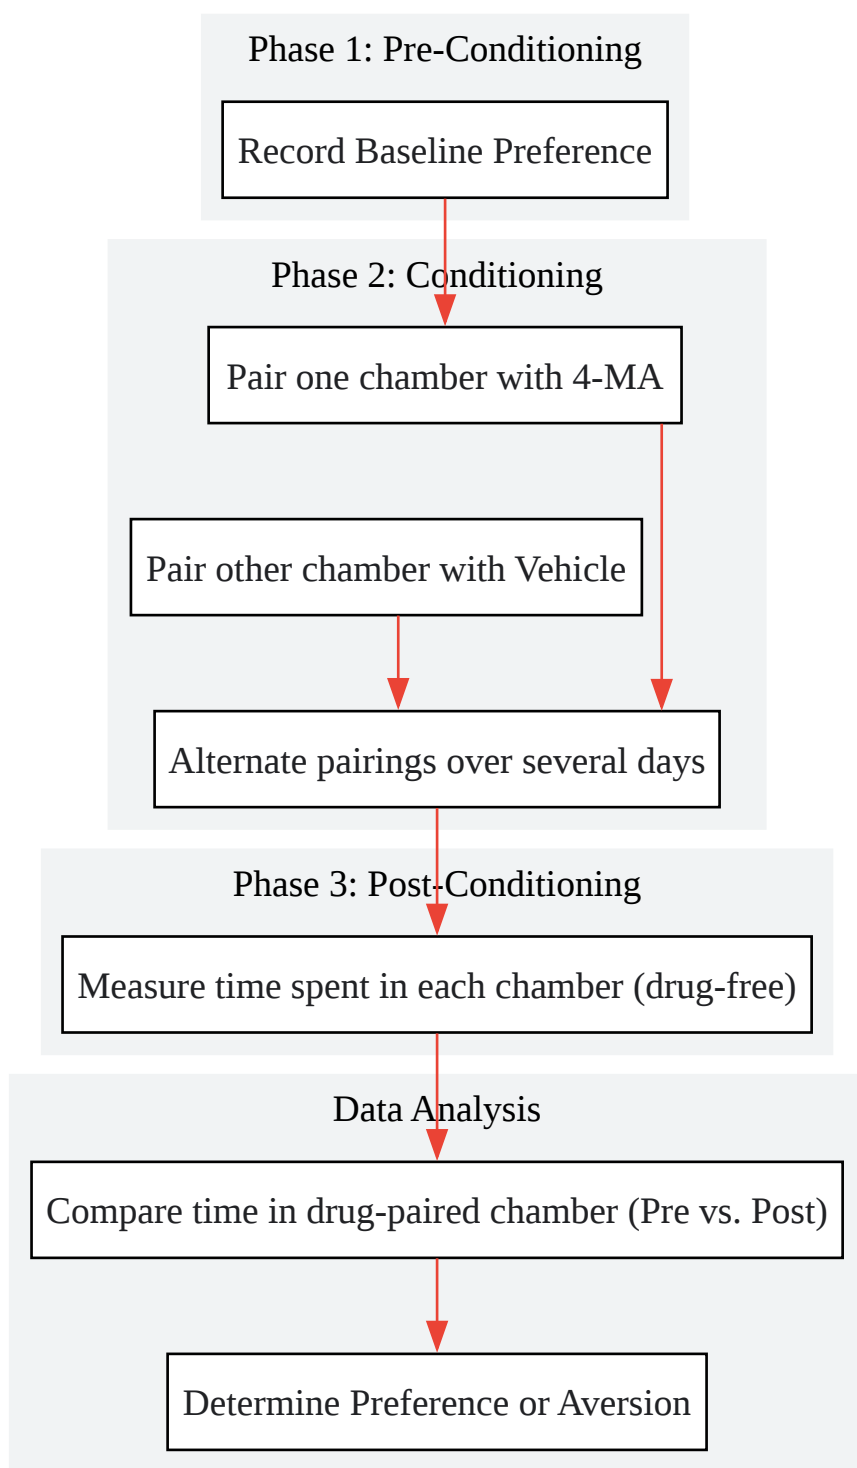 Phase 1: Pre-Conditioning
Record Baseline Preference
Phase 2: Conditioning
Pair one chamber with 4-MA
Pair other chamber with Vehicle
Alternate pairings over several days
Phase 3: Post-Conditioning
Measure time spent in each chamber (drug-free)
Data Analysis
Compare time in drug-paired chamber (Pre vs. Post)
Determine Preference or Aversion